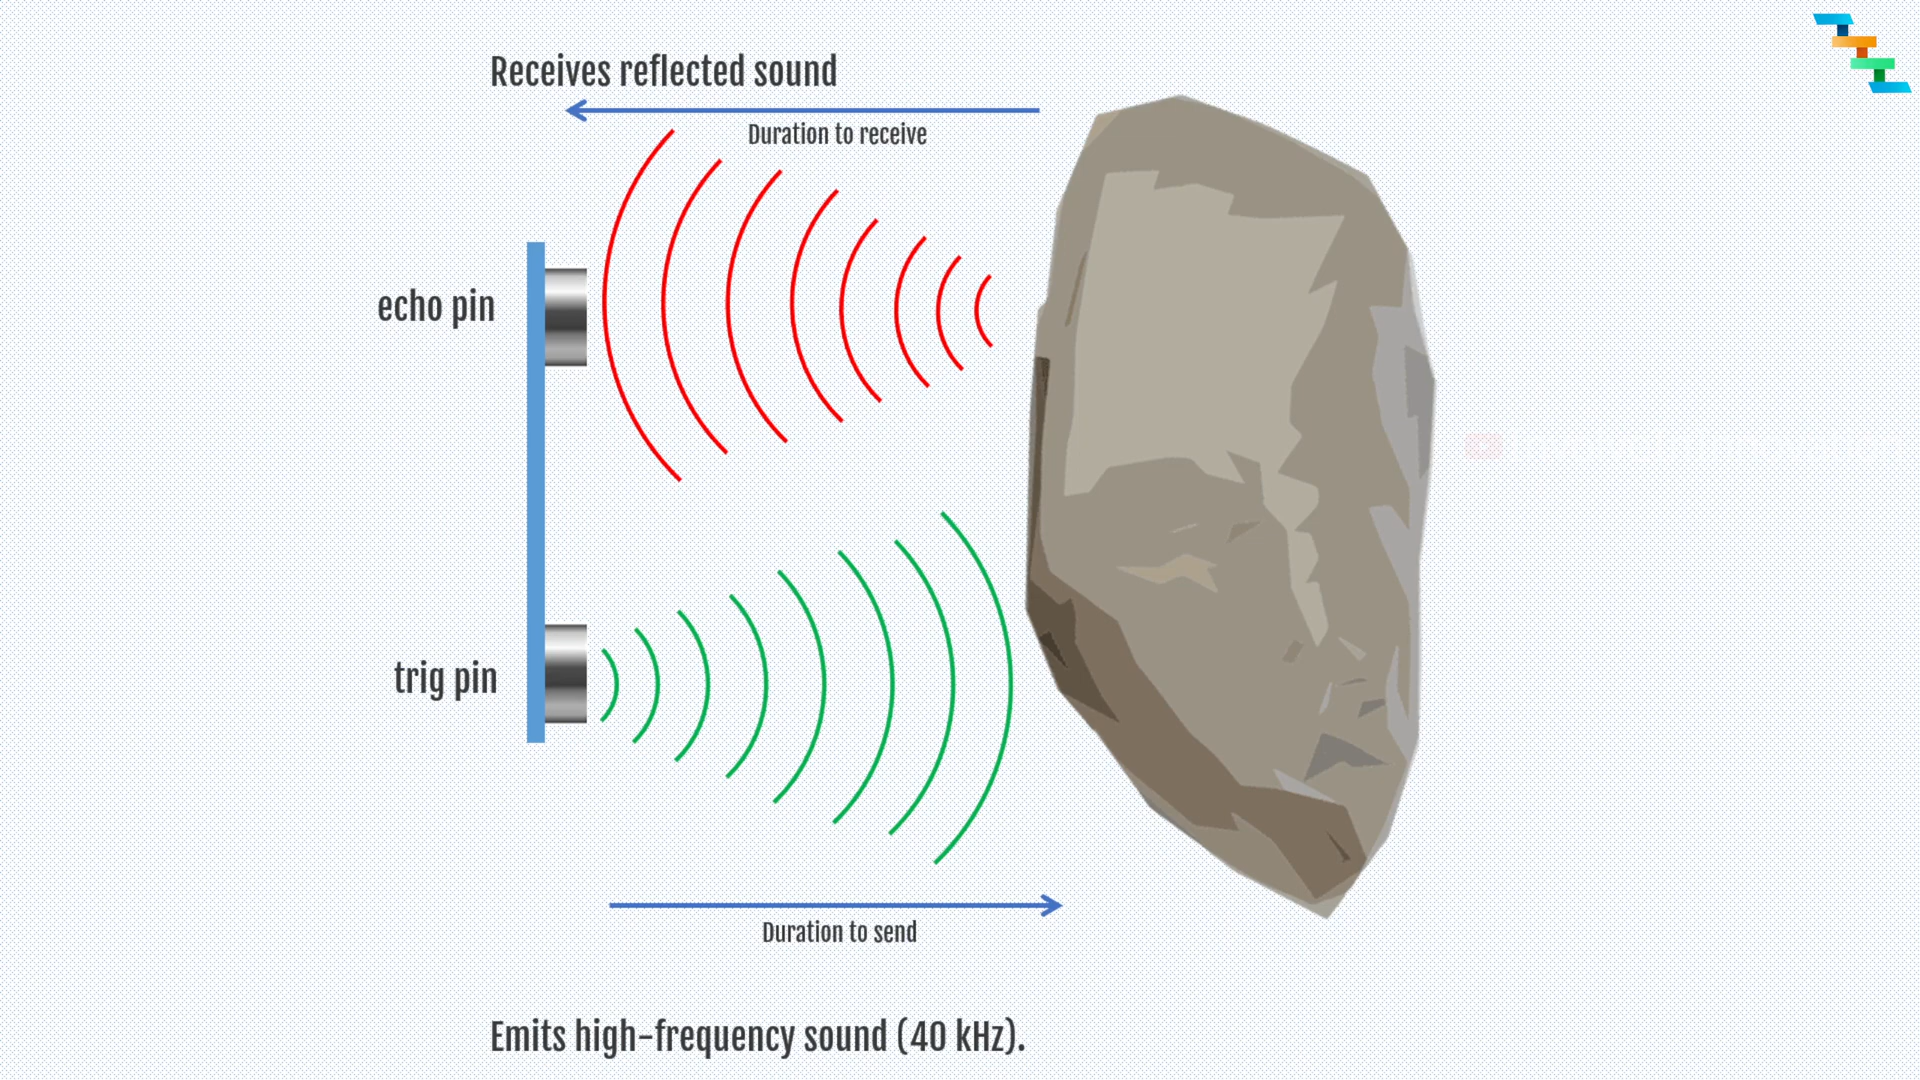 Receives reflected sound
Duration to receive
echo pin
trig pin
Duration to send
Emits high-frequency sound (40 kHz).